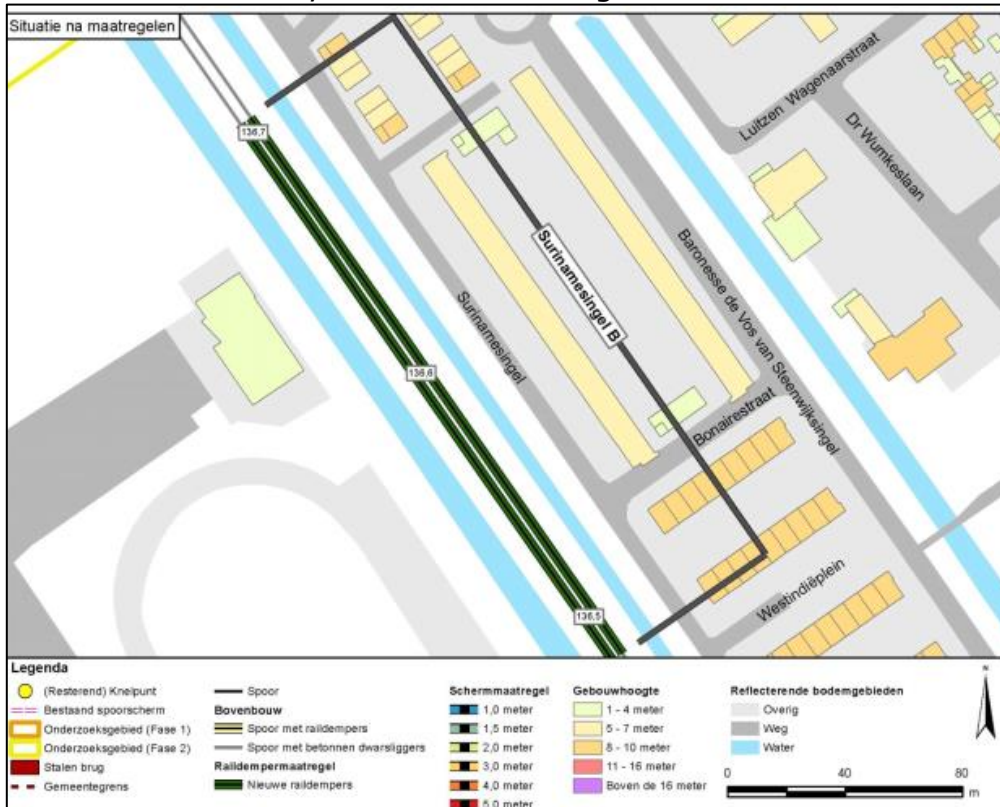 Situatie na maatregelen
136,7
Luitzen Wagenaarstraat
Dr Wumkeslaan
Surinamesingel B
Baronesse de Vos van Steenwijksingel
Surinamesingel
136,6
Bonairestraat
Westindiëplein
136,5
Legenda
(Resterend) Knelpunt
Bestaand spoorscherm
Onderzoeksgebied (Fase 1)
Onderzoeksgebied (Fase 2)
Stalen brug
Gemeentegrens
Spoor
Bovenbouw
Spoor met raildempers
Spoor met betonnen dwarsliggers
Raildempermaatregel
Nieuwe raildempers
Schermmaatregel
1,0 meter
1,5 meter
2,0 meter
3,0 meter
4,0 meter
5,0 meter
Gebouwhoogte
1 - 4 meter
5 - 7 meter
8 - 10 meter
11 - 16 meter
Boven de 16 meter
Reflecterende bodemgebieden
Overig
Weg
Water
N
0 40 80
m